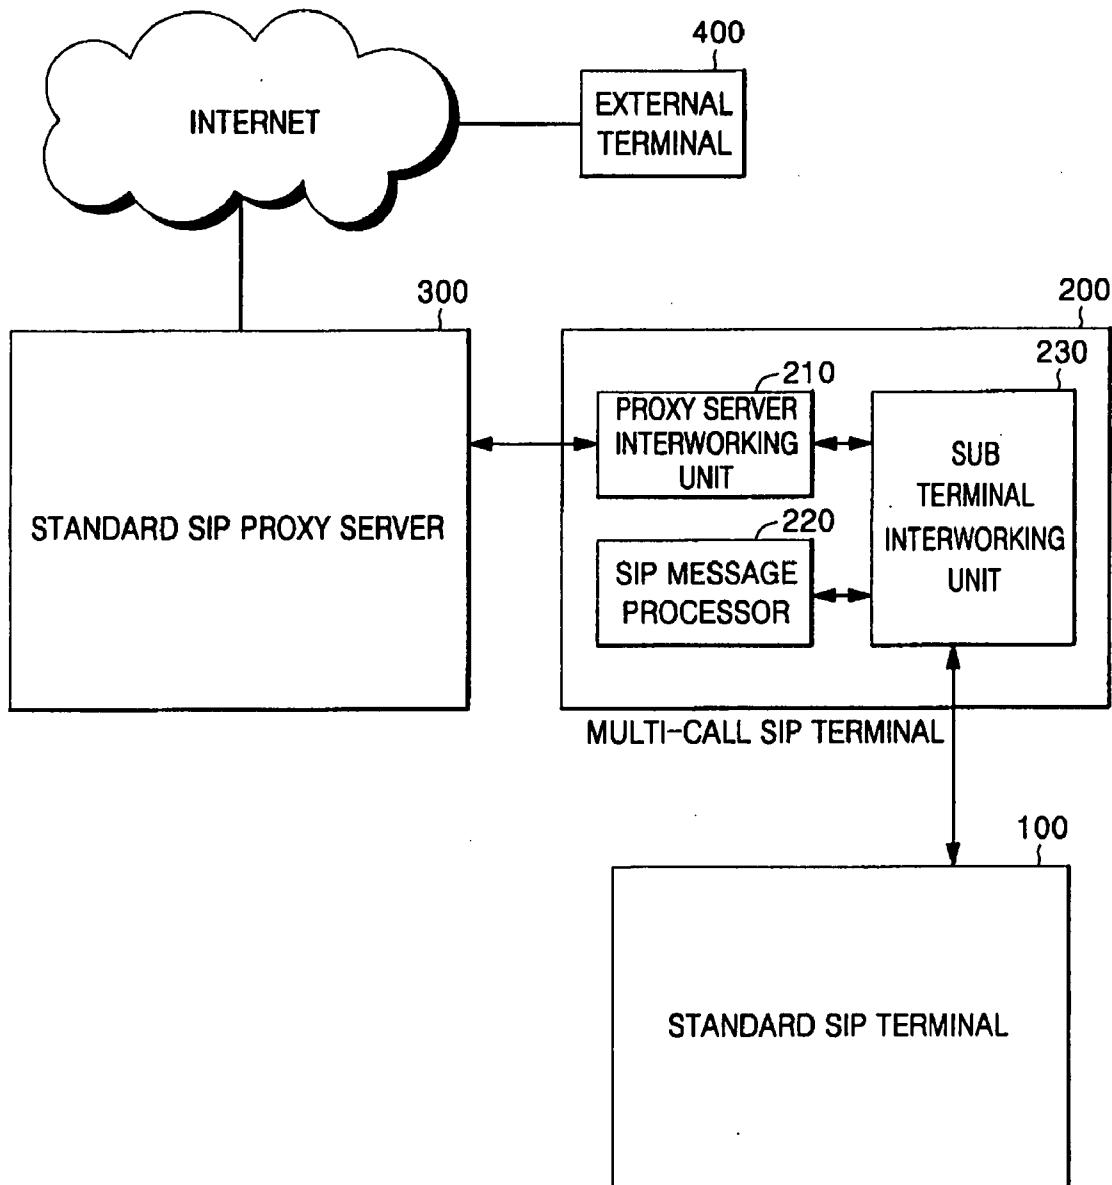 400
EXTERNAL
TERMINAL
INTERNET
300
200
230
210
PROXY SERVER
INTERWORKING
UNIT
SUB
TERMINAL
INTERWORKING
UNIT
STANDARD SIP PROXY SERVER
220
SIP MESSAGE
PROCESSOR
MULTI-CALL SIP TERMINAL
100
STANDARD SIP TERMINAL